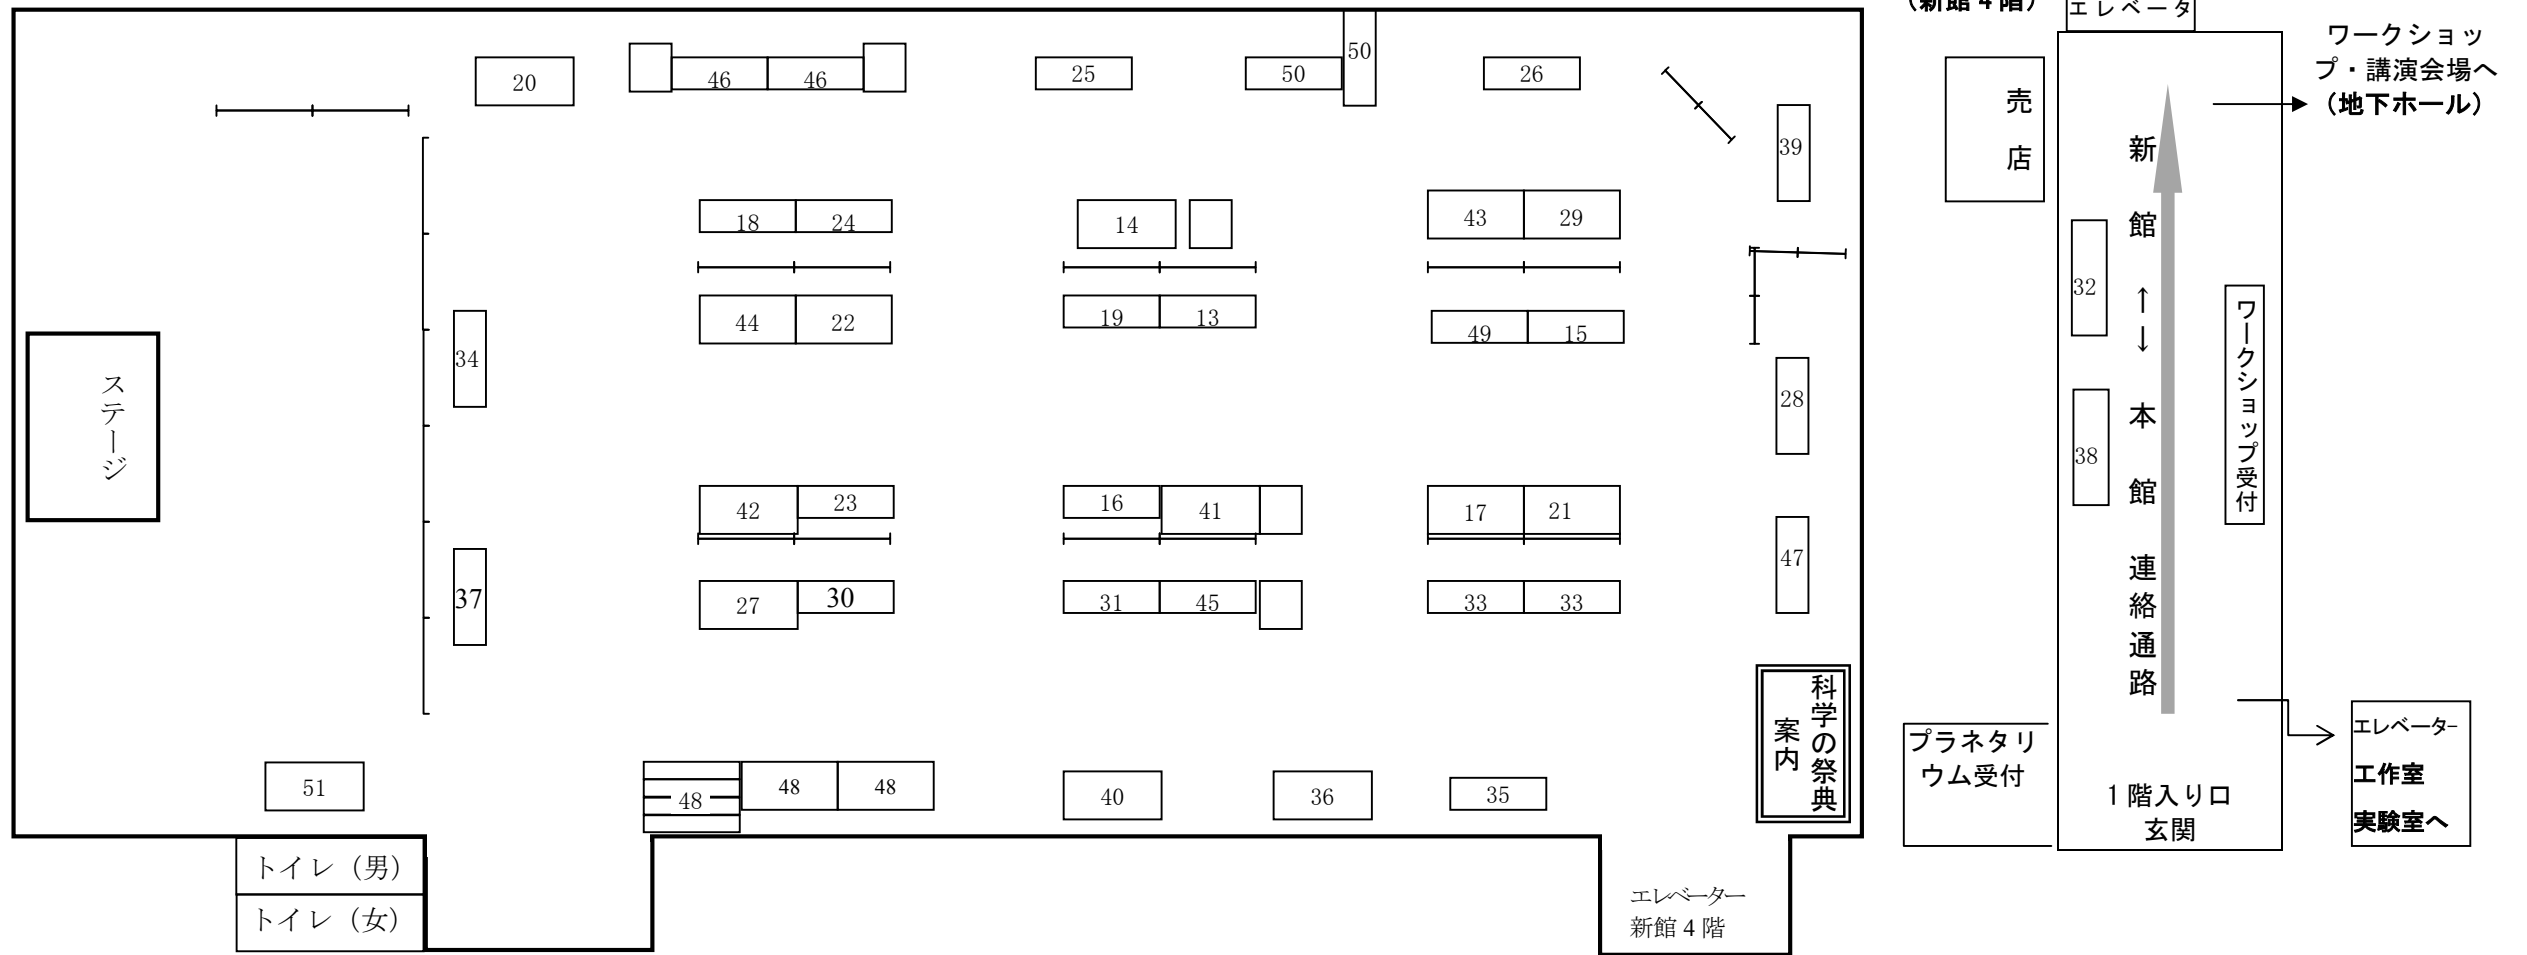 （新館４階）
エレベータ
ワークショッ
プ・講演会場へ
（地下ホール）
20
46
46
25
50
50
26
39
売店
新館←→本館連絡通路
18
24
14
43
29
32
ワークショップ受付
44
22
19
13
49
15
34
ステージ
28
38
42
23
16
41
17
21
47
37
27
30
31
45
33
33
科学の祭典
案内
51
48
48
48
40
36
35
プラネタリ
ウム受付
１階入り口
玄関
エレベーター
工作室
実験室へ
トイレ（男）
トイレ（女）
エレベーター
新館４階